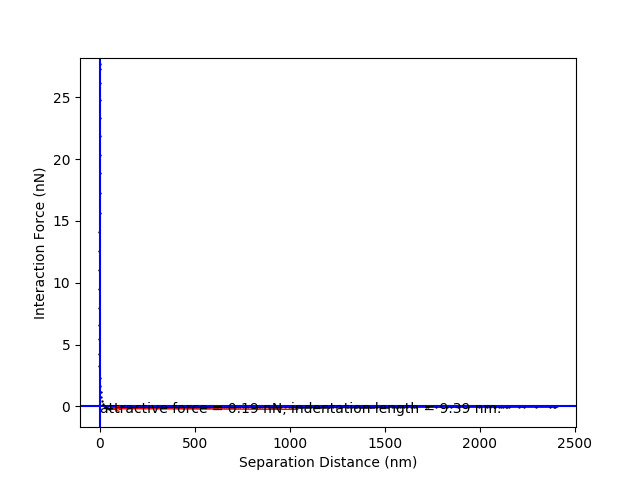 25
20
15
10
5
0
Interaction Force (nN)
attractive force = 0.19 nN, indentation length = 9.39 nm.
0 500 1000 1500 2000 2500
Separation Distance (nm)